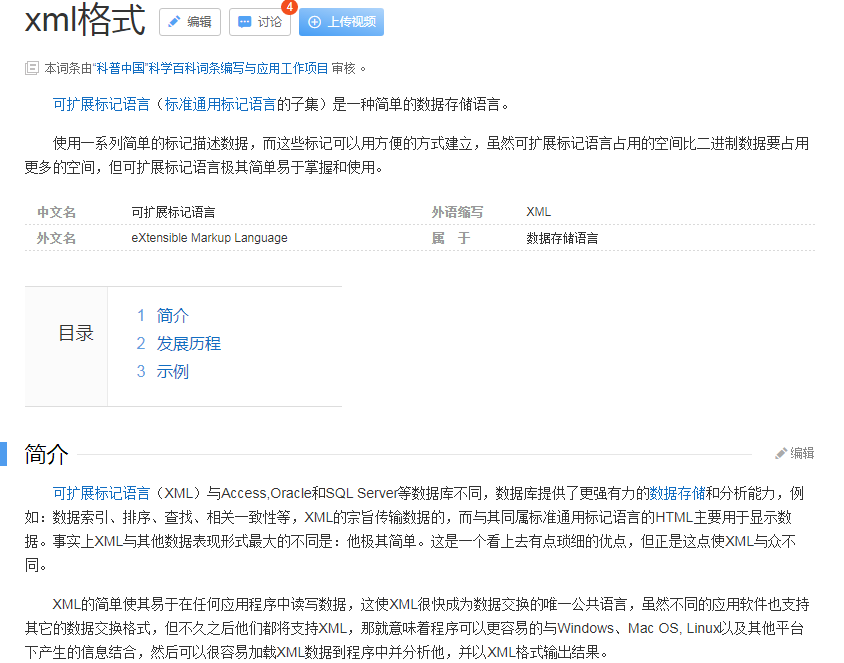 xml格式 编辑 讨论 4 上传视频
本词条由“科普中国”科学百科词条编写与应用工作项目 审核 。
可扩展标记语言（标准通用标记语言的子集）是一种简单的数据存储语言。
使用一系列简单的标记描述数据，而这些标记可以用方便的方式建立，虽然可扩展标记语言占用的空间比二进制数据要占用
更多的空间，但可扩展标记语言极其简单易于掌握和使用。
中文名 可扩展标记语言 外语缩写 XML
外文名 eXtensible Markup Language 属 于 数据存储语言
目录
1 简介
2 发展历程
3 示例
简介 编辑
可扩展标记语言（XML）与Access,Oracle和SQL Server等数据库不同，数据库提供了更强有力的数据存储和分析能力，例
如：数据索引、排序、查找、相关一致性等，XML的宗旨传输数据的，而与其同属标准通用标记语言的HTML主要用于显示数
据。事实上XML与其他数据表现形式最大的不同是：他极其简单。这是一个看上去有点琐细的优点，但正是这点使XML与众不
同。
XML的简单使其易于在任何应用程序中读写数据，这使XML很快成为数据交换的唯一公共语言，虽然不同的应用软件也支持
其它的数据交换格式，但不久之后他们都将支持XML，那就意味着程序可以更容易的与Windows、Mac OS, Linux以及其他平台
下产生的信息结合，然后可以很容易加载XML数据到程序中并分析他，并以XML格式输出结果。